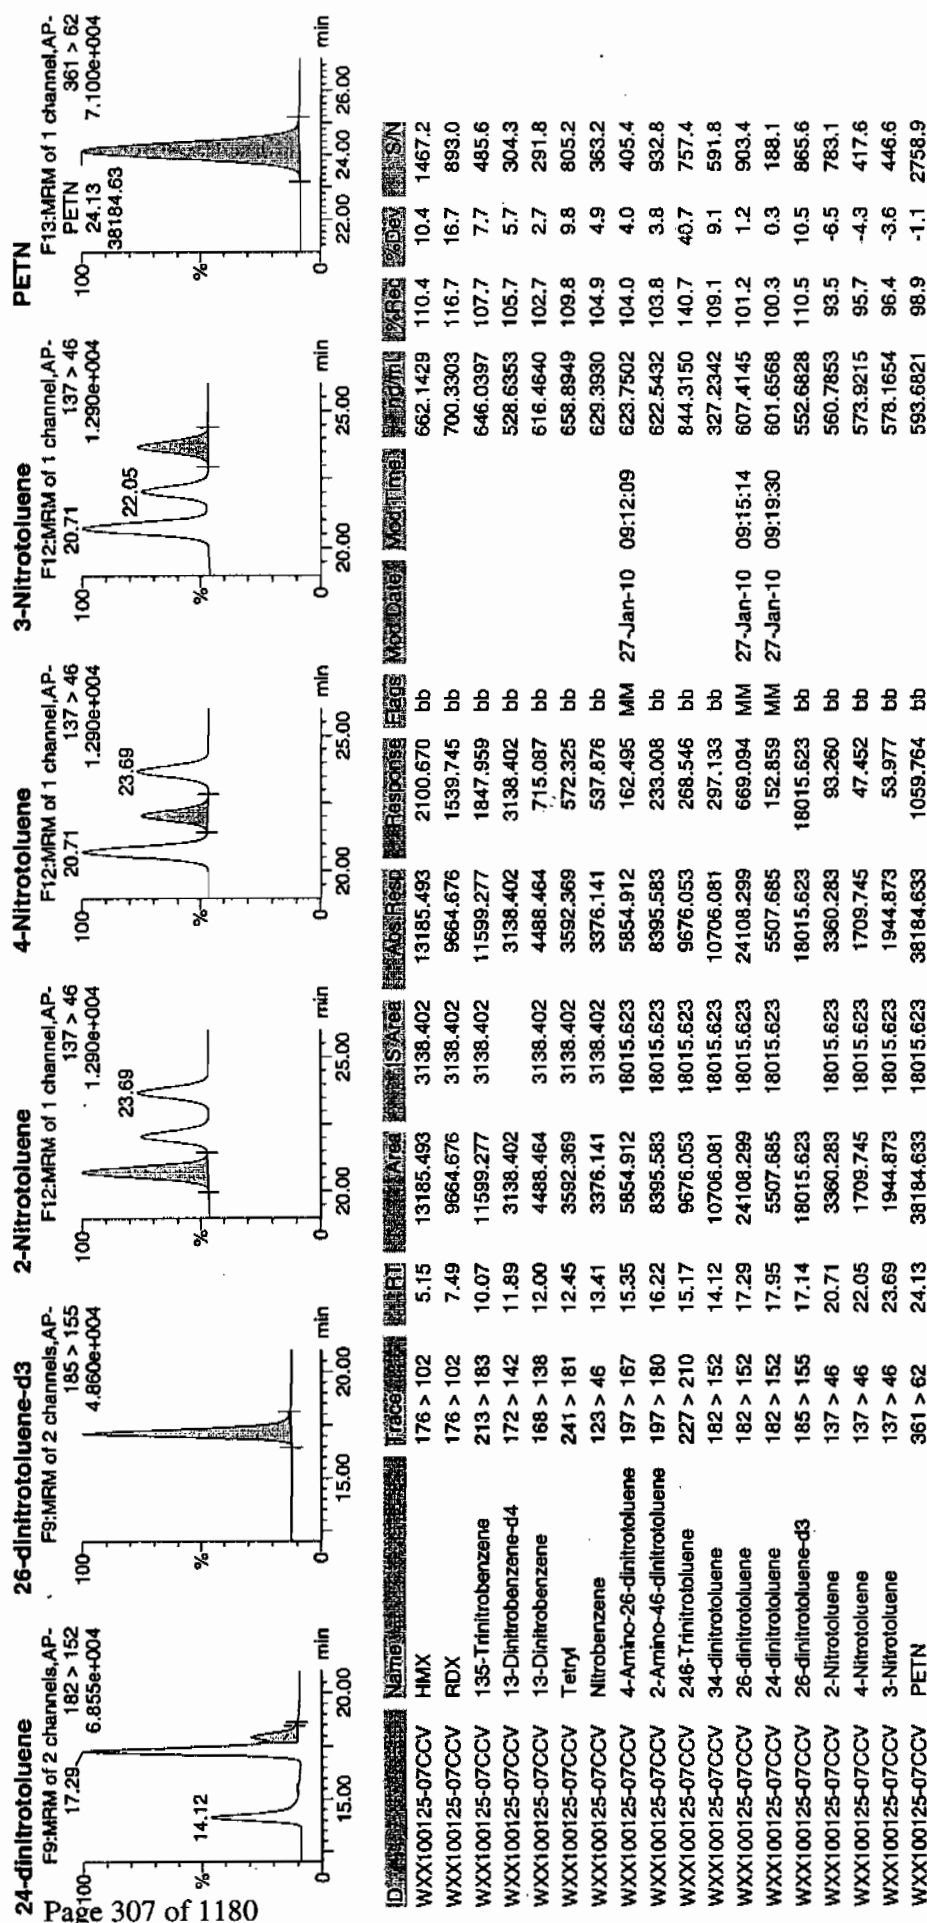 24-dinitrotoluene
F9:MRM of 2 channels,AP-
17.29 182 > 152
6.855e+004
100
%
14.12
0
15.00 20.00 min
26-dinitrotoluene-d3
F9:MRM of 2 channels,AP-
185 > 155
4.860e+004
100
%
0
15.00 20.00 min
2-Nitrotoluene
F12:MRM of 1 channel,AP-
137 > 46
1.290e+004
100
23.69
%
0
20.00 25.00 min
4-Nitrotoluene
F12:MRM of 1 channel,AP-
20.71 137 > 46
1.290e+004
100
23.69
%
0
20.00 25.00 min
3-Nitrotoluene
F12:MRM of 1 channel,AP-
20.71 137 > 46
1.290e+004
100
22.05
%
0
20.00 25.00 min
PETN
F13:MRM of 1 channel,AP-
PETN 361 > 62
24.13 7.100e+004
38184.63
100
%
0
22.00 24.00 26.00 min
ID Name Trace RT Area IS Area Abs Resp Response Flags Mod Date Mod Time ng/ml %Rec %Dev S/N
WXX100125-07CCV HMX 176 > 102 5.15 13185.493 3138.402 13185.493 2100.670 bb 662.1429 110.4 10.4 1467.2
WXX100125-07CCV RDX 176 > 102 7.49 9664.676 3138.402 9664.676 1539.745 bb 700.3303 116.7 16.7 893.0
WXX100125-07CCV 135-Trinitrobenzene 213 > 183 10.07 11599.277 3138.402 11599.277 1847.959 bb 646.0397 107.7 7.7 485.6
WXX100125-07CCV 13-Dinitrobenzene-d4 172 > 142 11.89 3138.402 3138.402 3138.402 bb 528.6353 105.7 5.7 304.3
WXX100125-07CCV 13-Dinitrobenzene 168 > 138 12.00 4488.464 3138.402 4488.464 715.087 bb 616.4640 102.7 2.7 291.8
WXX100125-07CCV Tetryl 241 > 181 12.45 3592.369 3138.402 3592.369 572.325 bb 658.8949 109.8 9.8 805.2
WXX100125-07CCV Nitrobenzene 123 > 46 13.41 3376.141 3138.402 3376.141 537.876 bb 629.3930 104.9 4.9 363.2
WXX100125-07CCV 4-Amino-26-dinitrotoluene 197 > 167 15.35 5854.912 18015.623 5854.912 162.495 MM 27-Jan-10 09:12:09 623.7502 104.0 4.0 405.4
WXX100125-07CCV 2-Amino-46-dinitrotoluene 197 > 180 16.22 8395.583 18015.623 8395.583 233.008 bb 622.5432 103.8 3.8 932.8
WXX100125-07CCV 246-Trinitrotoluene 227 > 210 15.17 9676.053 18015.623 9676.053 268.546 bb 844.3150 140.7 40.7 757.4
WXX100125-07CCV 34-dinitrotoluene 182 > 152 14.12 10706.081 18015.623 10706.081 297.133 bb 327.2342 109.1 9.1 591.8
WXX100125-07CCV 26-dinitrotoluene 182 > 152 17.29 24108.299 18015.623 24108.299 669.094 MM 27-Jan-10 09:15:14 607.4145 101.2 1.2 903.4
WXX100125-07CCV 24-dinitrotoluene 182 > 152 17.95 5507.685 18015.623 5507.685 152.859 MM 27-Jan-10 09:19:30 601.6568 100.3 0.3 188.1
WXX100125-07CCV 26-dinitrotoluene-d3 185 > 155 17.14 18015.623 18015.623 18015.623 bb 552.6828 110.5 10.5 865.6
WXX100125-07CCV 2-Nitrotoluene 137 > 46 20.71 3360.283 18015.623 3360.283 93.260 bb 560.7853 93.5 -6.5 783.1
WXX100125-07CCV 4-Nitrotoluene 137 > 46 22.05 1709.745 18015.623 1709.745 47.452 bb 573.9215 95.7 -4.3 417.6
WXX100125-07CCV 3-Nitrotoluene 137 > 46 23.69 1944.873 18015.623 1944.873 53.977 bb 578.1654 96.4 -3.6 446.6
WXX100125-07CCV PETN 361 > 62 24.13 38184.633 18015.623 38184.633 1059.764 bb 593.6821 98.9 -1.1 2758.9
Page 307 of 1180